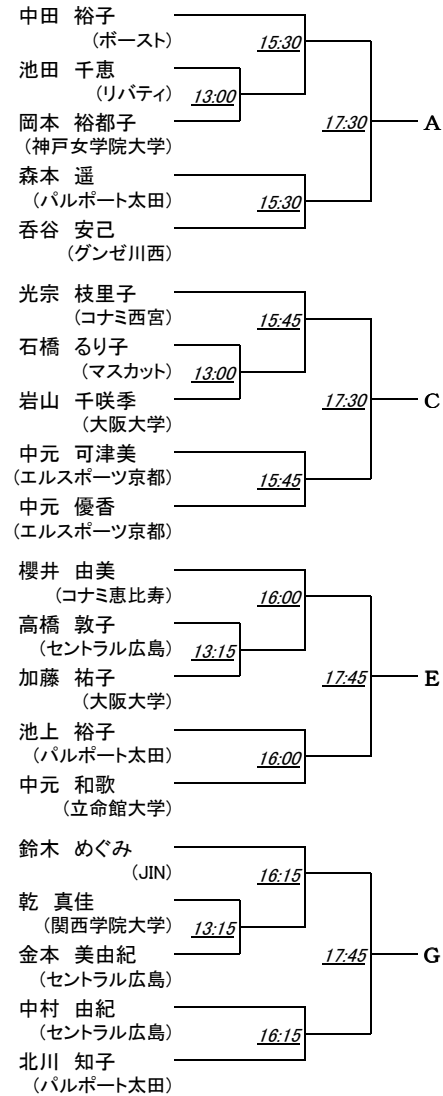 中田 裕子
(ボースト)
15:30
池田 千恵
(リバティ)
13:00
岡本 裕都子
(神戸女学院大学)
17:30
A
森本 遥
(パルポート太田)
15:30
呑谷 安己
(グンゼ川西)
光宗 枝里子
(コナミ西宮)
15:45
石橋 るり子
(マスカット)
13:00
岩山 千咲季
(大阪大学)
17:30
C
中元 可津美
(エルスポーツ京都)
15:45
中元 優香
(エルスポーツ京都)
櫻井 由美
(コナミ恵比寿)
16:00
高橋 敦子
(セントラル広島)
13:15
加藤 祐子
(大阪大学)
17:45
E
池上 裕子
(パルポート太田)
16:00
中元 和歌
(立命館大学)
鈴木 めぐみ
(JIN)
16:15
乾 真佳
(関西学院大学)
13:15
金本 美由紀
(セントラル広島)
17:45
G
中村 由紀
(セントラル広島)
16:15
北川 知子
(パルポート太田)